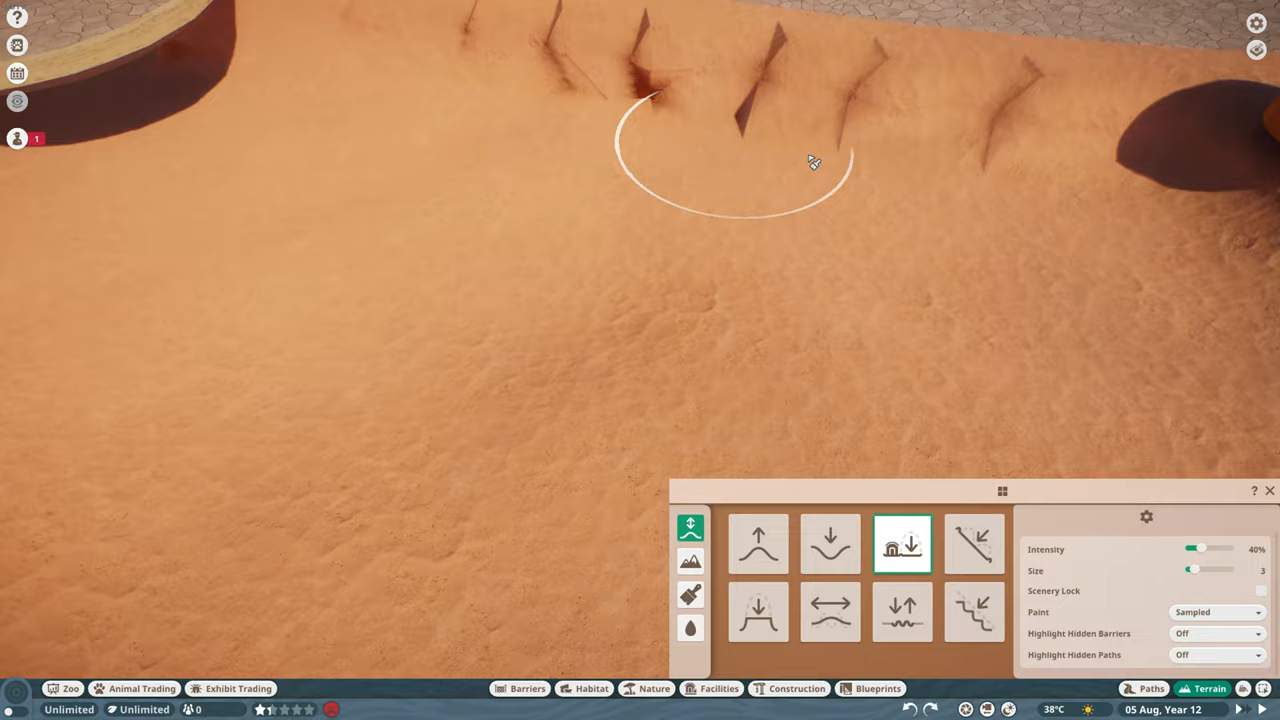 ?
1
?
Intensity 40%
Size 3
Scenery Lock
Paint Sampled
Highlight Hidden Barriers Off
Highlight Hidden Paths Off
Zoo Animal Trading Exhibit Trading Barriers Habitat Nature Facilities Construction Blueprints Paths Terrain
Unlimited Unlimited 0 38°C 05 Aug, Year 12